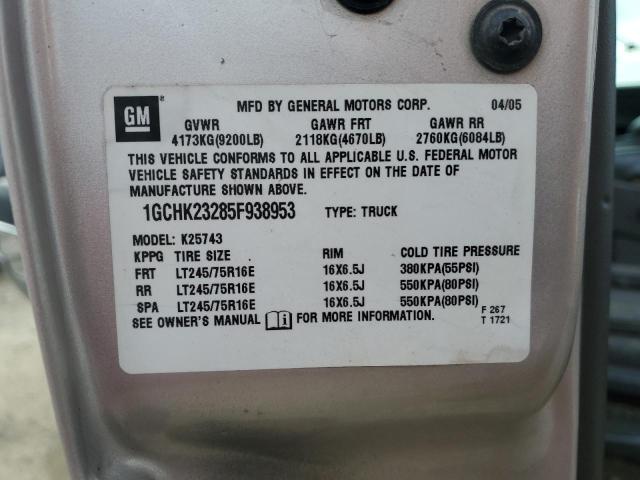 GM ® MFD BY GENERAL MOTORS CORP. 04/05
GVWR GAWR FRT GAWR RR
4173KG(9200LB) 2118KG(4670LB) 2760KG(6084LB)
THIS VEHICLE CONFORMS TO ALL APPLICABLE U.S. FEDERAL MOTOR
VEHICLE SAFETY STANDARDS IN EFFECT ON THE DATE OF
MANUFACTURE SHOWN ABOVE.
1GCHK23285F938953 TYPE: TRUCK
MODEL: K25743
KPPG TIRE SIZE RIM COLD TIRE PRESSURE
FRT LT245/75R16E 16X6.5J 380KPA(55PSI)
RR LT245/75R16E 16X6.5J 550KPA(80PSI)
SPA LT245/75R16E 16X6.5J 550KPA(80PSI)
SEE OWNER'S MANUAL i FOR MORE INFORMATION. F 267
T 1721